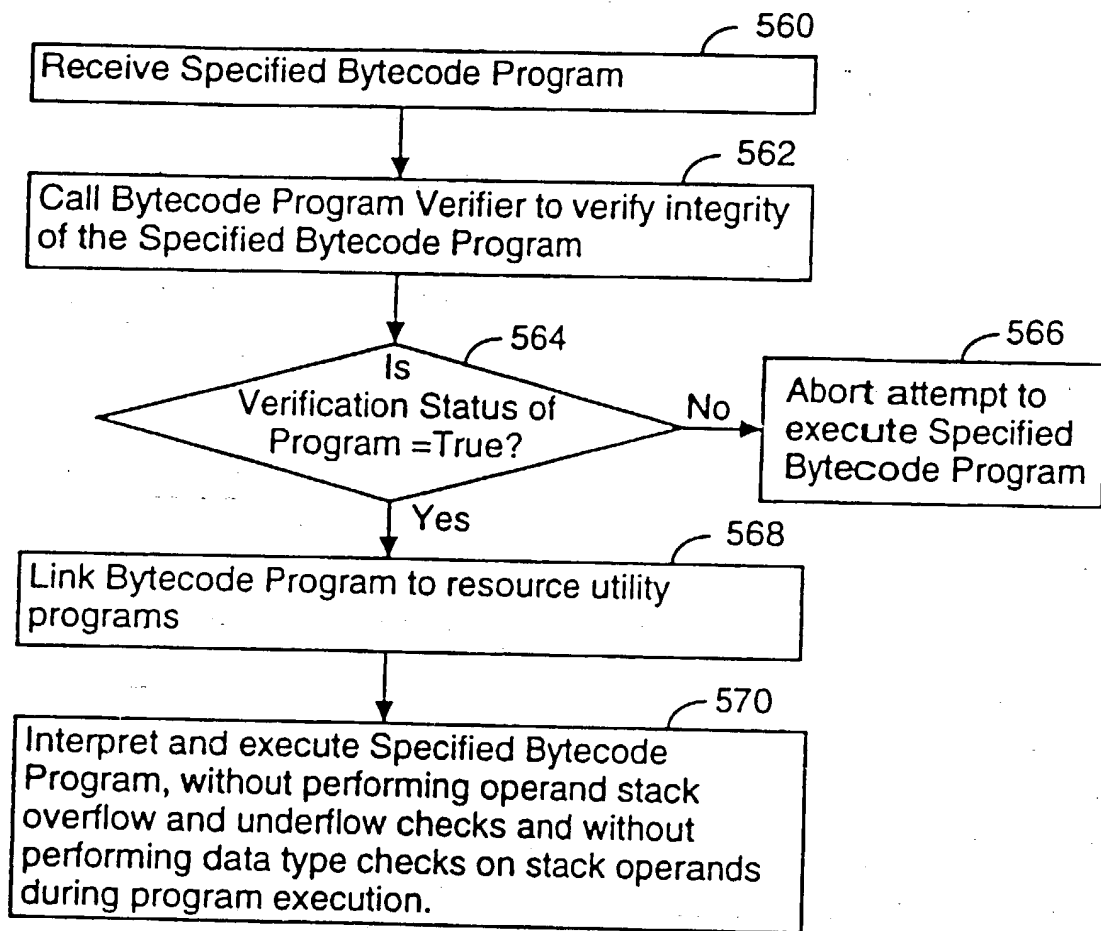 560
Receive Specified Bytecode Program
562
Call Bytecode Program Verifier to verify integrity
of the Specified Bytecode Program
564
Is
Verification Status of
Program =True?
No
566
Abort attempt to
execute Specified
Bytecode Program
Yes
568
Link Bytecode Program to resource utility
programs
570
Interpret and execute Specified Bytecode
Program, without performing operand stack
overflow and underflow checks and without
performing data type checks on stack operands
during program execution.